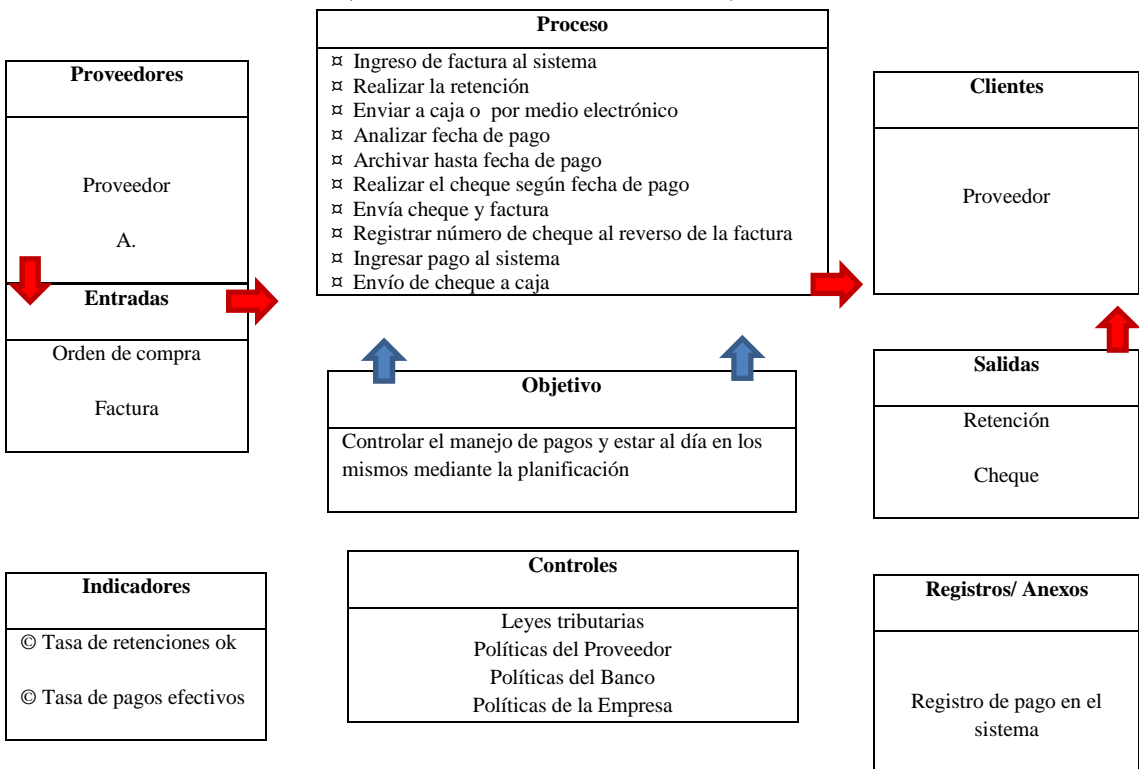 Proceso
¤ Ingreso de factura al sistema
¤ Realizar la retención
¤ Enviar a caja o por medio electrónico
¤ Analizar fecha de pago
¤ Archivar hasta fecha de pago
¤ Realizar el cheque según fecha de pago
¤ Envía cheque y factura
¤ Registrar número de cheque al reverso de la factura
¤ Ingresar pago al sistema
¤ Envío de cheque a caja
Proveedores
Proveedor
A.
Entradas
Orden de compra
Factura
Clientes
Proveedor
Objetivo
Controlar el manejo de pagos y estar al día en los
mismos mediante la planificación
Salidas
Retención
Cheque
Indicadores
© Tasa de retenciones ok
© Tasa de pagos efectivos
Controles
Leyes tributarias
Políticas del Proveedor
Políticas del Banco
Políticas de la Empresa
Registros/ Anexos
Registro de pago en el
sistema